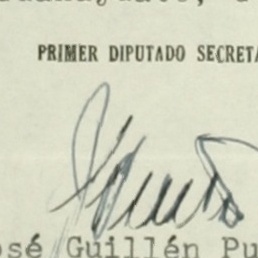 PRIMER DIPUTADO SECRETA
osé Guillén Pu